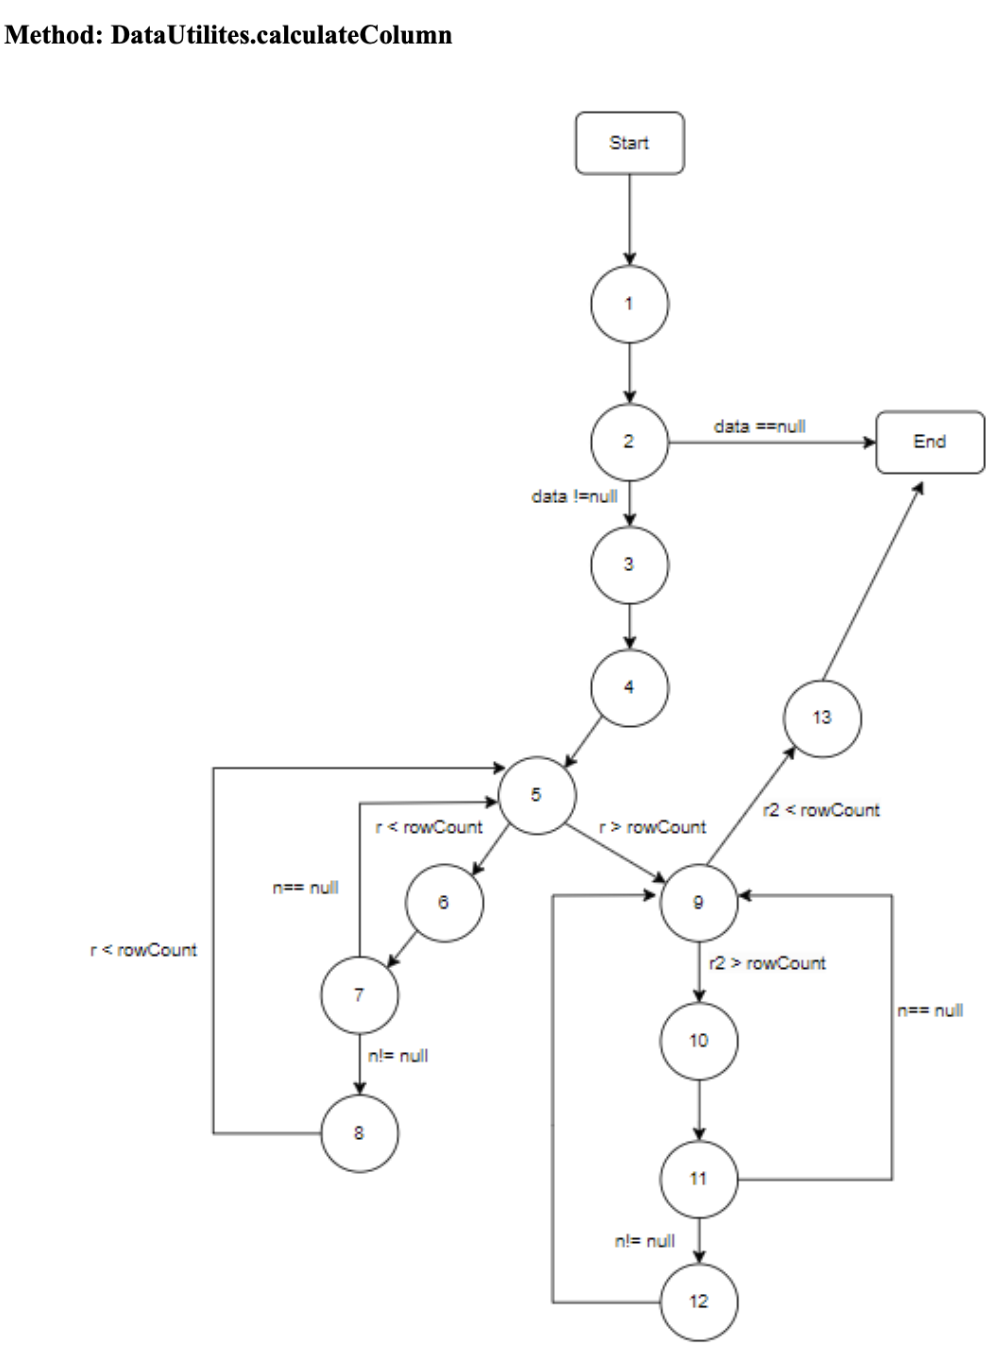 Method: DataUtilites.calculateColumn
Start
1
2
data ==null
End
data !=null
3
4
13
5
r < rowCount
r > rowCount
r2 < rowCount
n== null
6
9
r < rowCount
r2 > rowCount
7
n== null
10
n!= null
8
11
n!= null
12